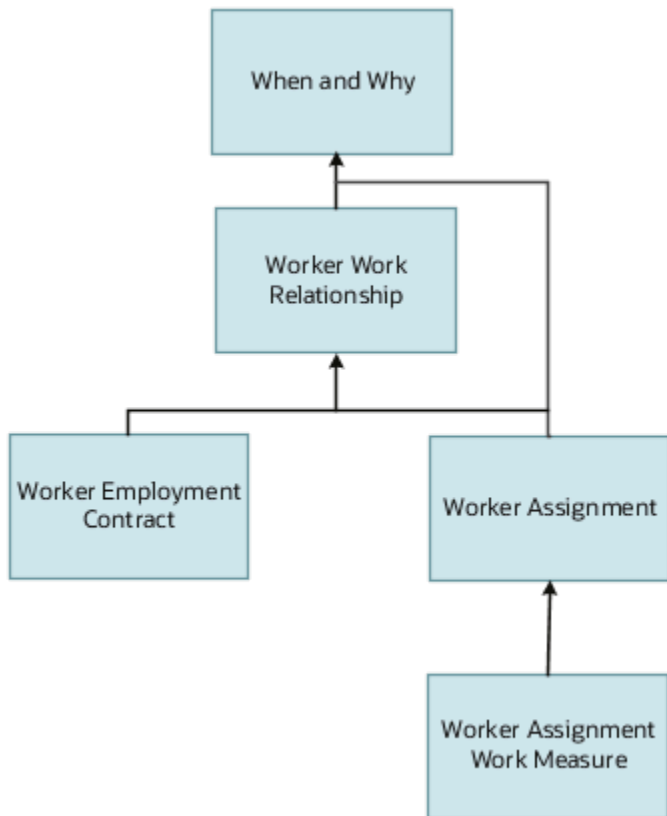 When and Why
Worker Work
Relationship
Worker Employment
Contract
Worker Assignment
Worker Assignment
Work Measure